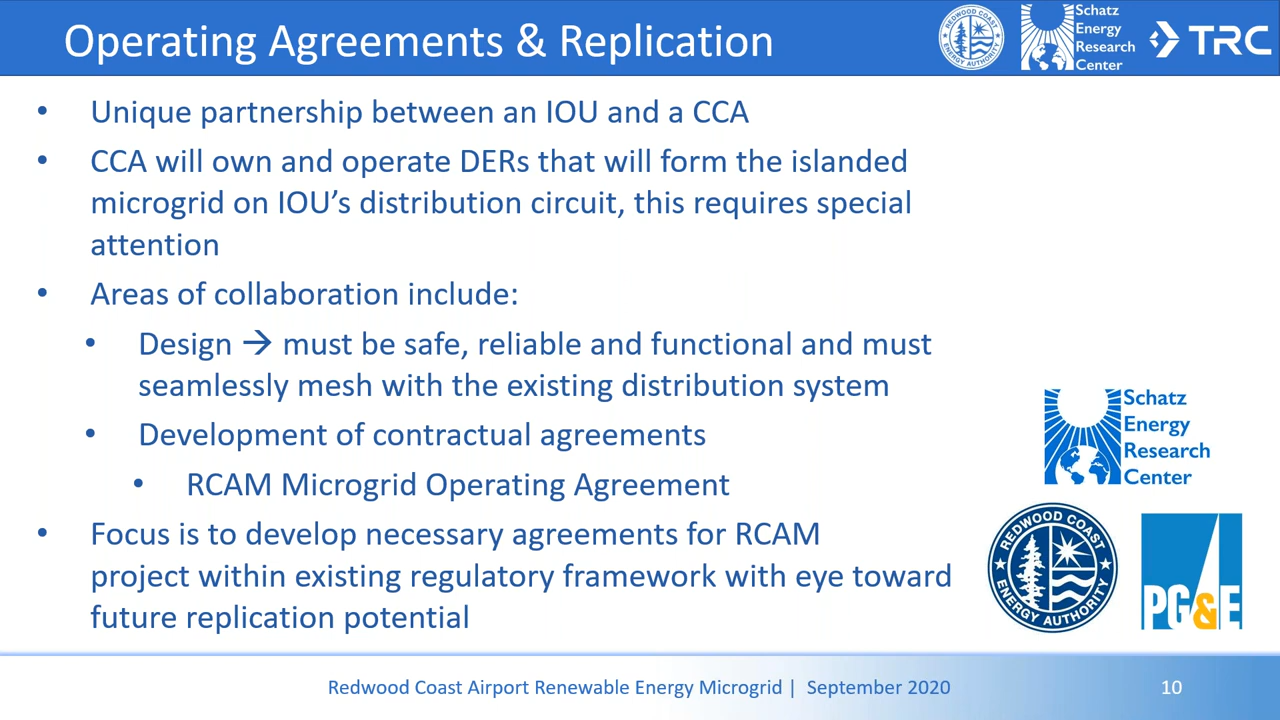 Operating Agreements & Replication
REDWOOD COAST
ENERGY AUTHORITY
Schatz
Energy
Research
Center
TRC
• Unique partnership between an IOU and a CCA
• CCA will own and operate DERs that will form the islanded
microgrid on IOU’s distribution circuit, this requires special
attention
• Areas of collaboration include:
• Design → must be safe, reliable and functional and must
seamlessly mesh with the existing distribution system
• Development of contractual agreements
• RCAM Microgrid Operating Agreement
• Focus is to develop necessary agreements for RCAM
project within existing regulatory framework with eye toward
future replication potential
Schatz
Energy
Research
Center
REDWOOD COAST
ENERGY AUTHORITY
PG&E
Redwood Coast Airport Renewable Energy Microgrid | September 2020
10